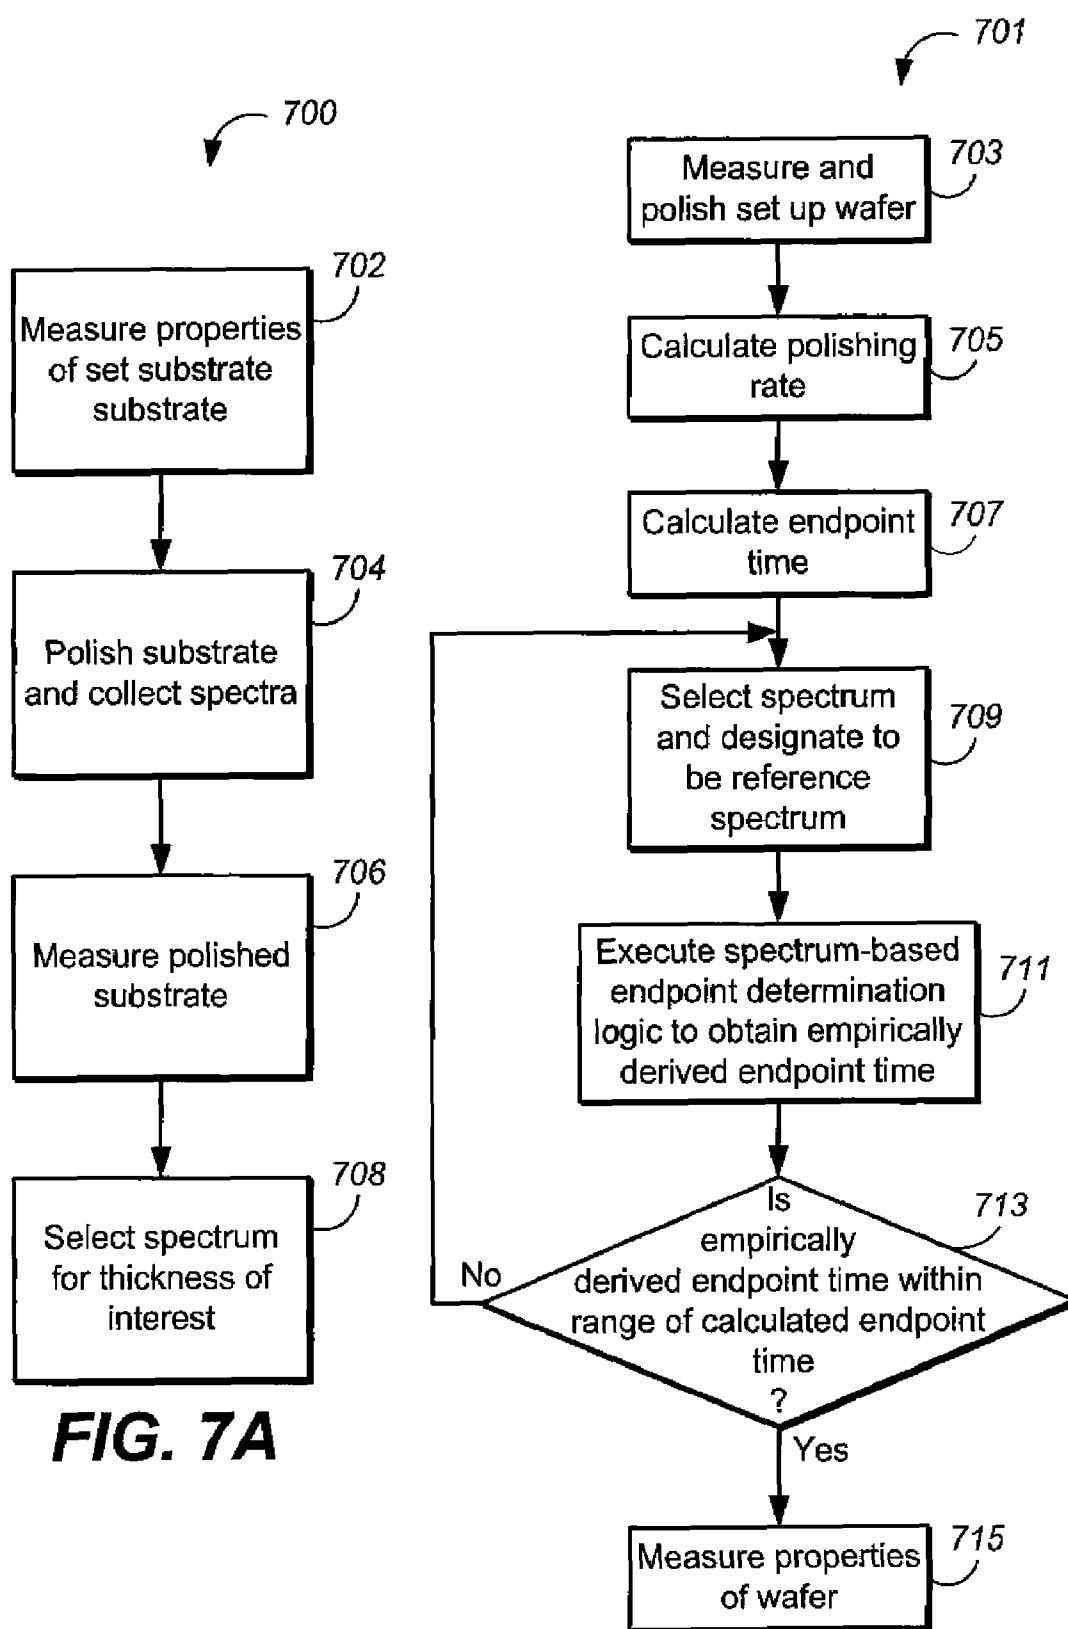 700
702
Measure properties
of set substrate
substrate
704
Polish substrate
and collect spectra
706
Measure polished
substrate
708
Select spectrum
for thickness of
interest
FIG. 7A
701
703
Measure and
polish set up wafer
705
Calculate polishing
rate
707
Calculate endpoint
time
709
Select spectrum
and designate to
be reference
spectrum
711
Execute spectrum-based
endpoint determination
logic to obtain empirically
derived endpoint time
713
Is
empirically
derived endpoint time within
range of calculated endpoint
time
?
No
Yes
715
Measure properties
of wafer